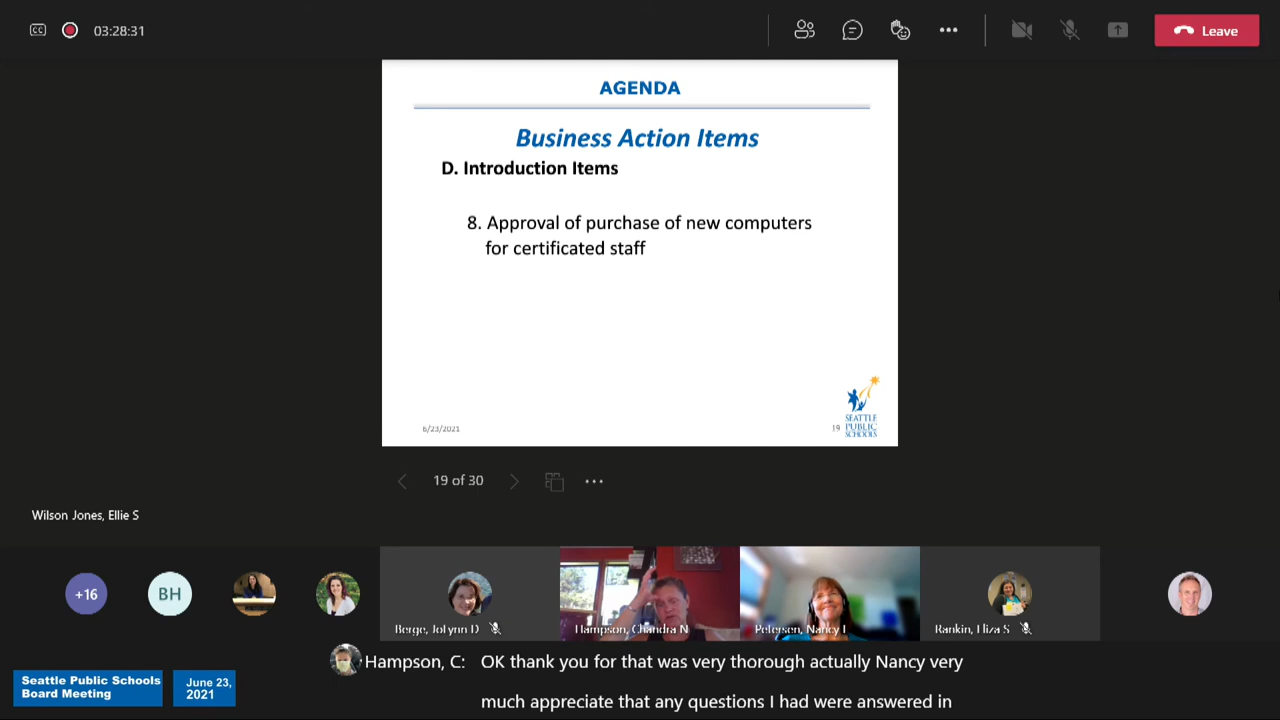 CC
03:28:31
Leave
AGENDA
Business Action Items
D. Introduction Items
8. Approval of purchase of new computers
for certificated staff
6/23/2021
19
SEATTLE
PUBLIC
SCHOOLS
19 of 30
Wilson Jones, Ellie S
+16
BH
Berge, JoLynn D
Hampson, Chandra N
Petersen, Nancy L
Rankin, Eliza S
Hampson, C: OK thank you for that was very thorough actually Nancy very
much appreciate that any questions I had were answered in
Seattle Public Schools
Board Meeting
June 23,
2021